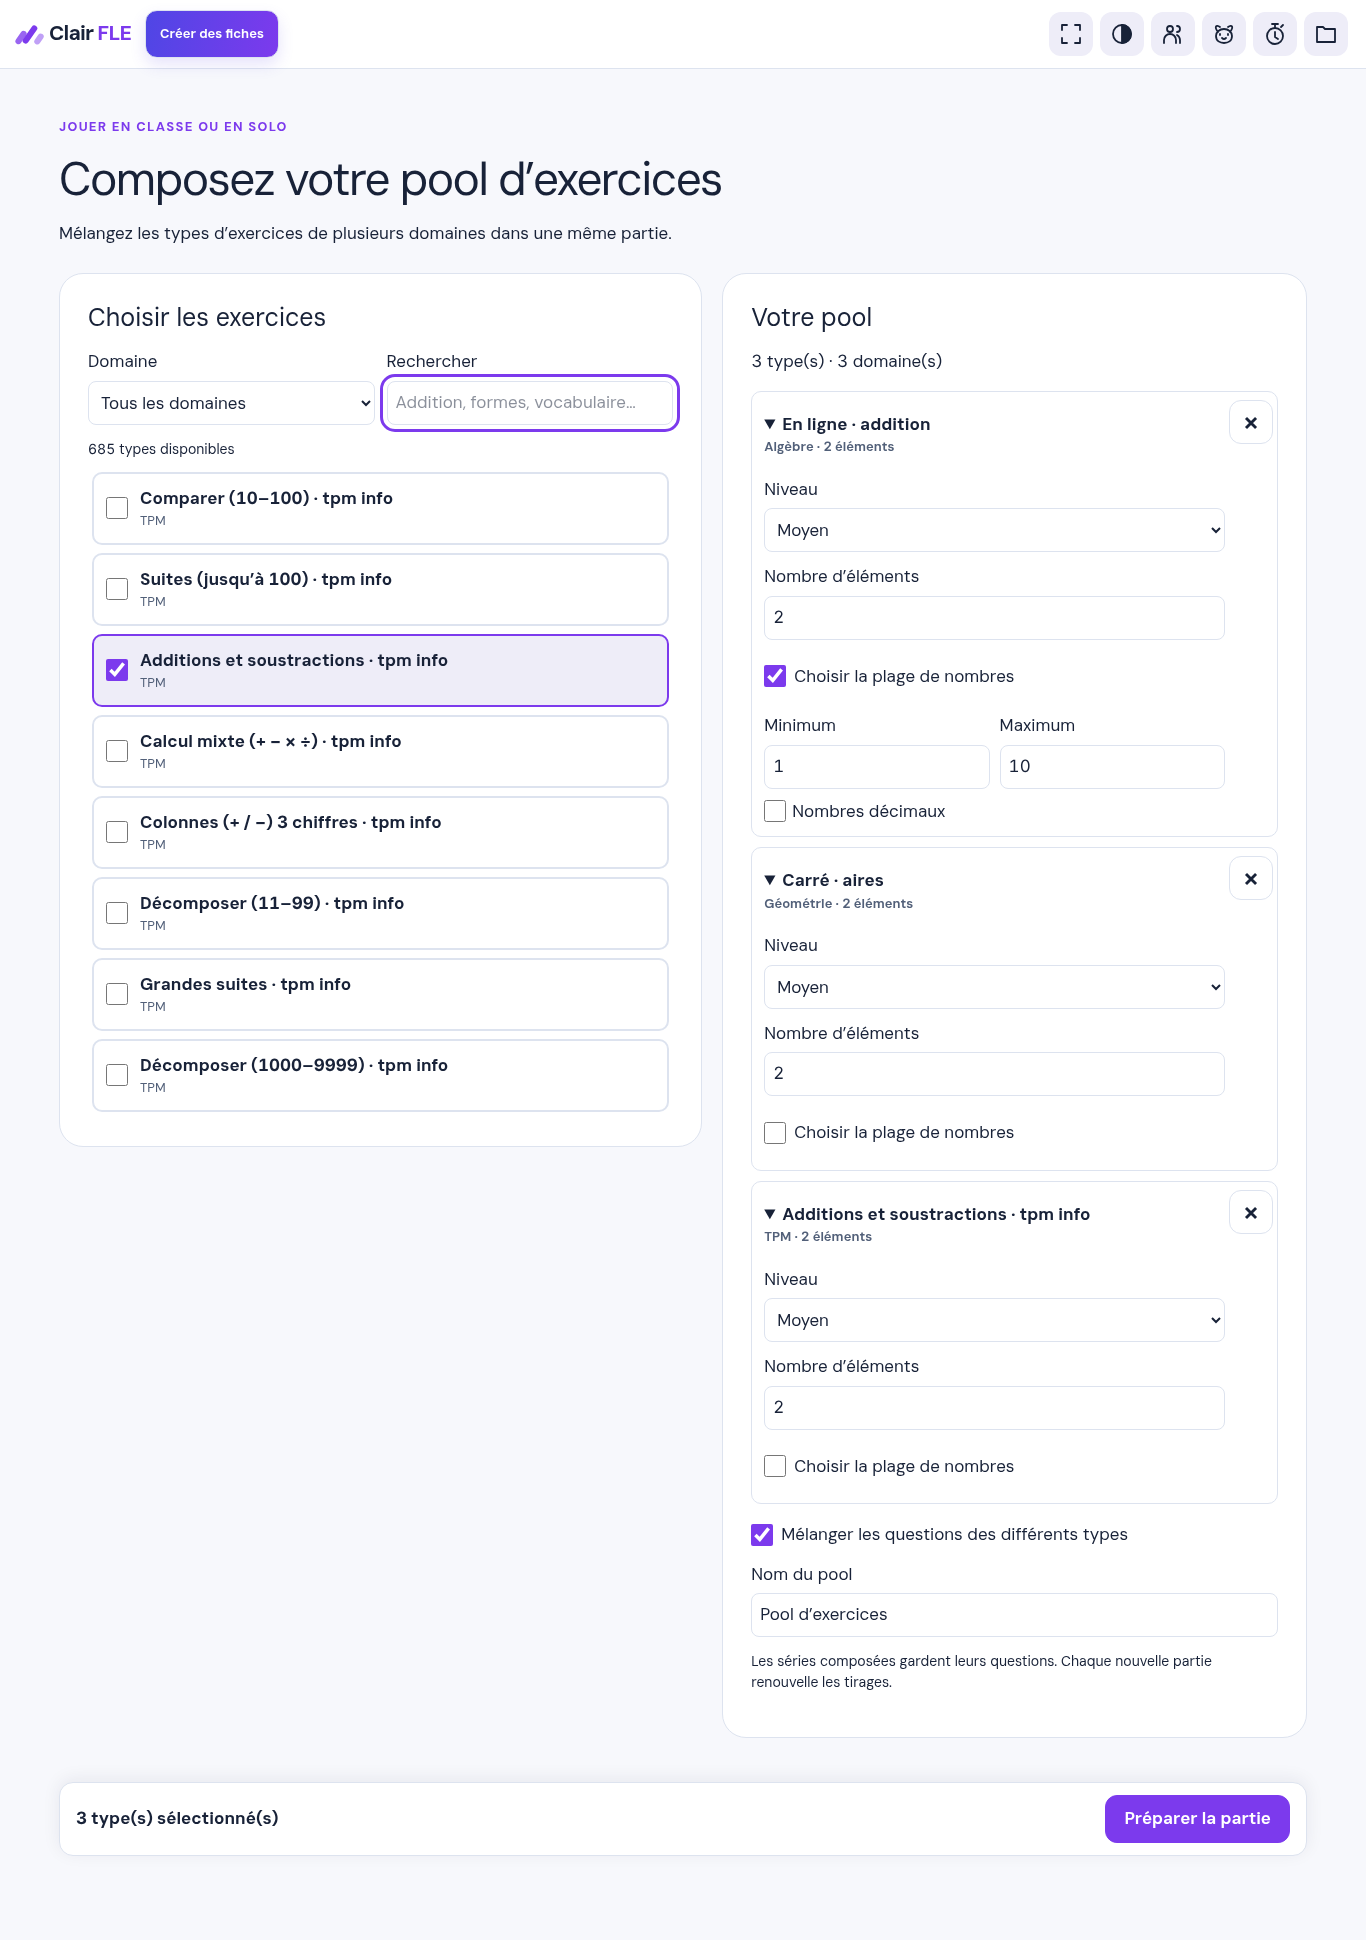 Clair FLE
Créer des fiches
JOUER EN CLASSE OU EN SOLO
Composez votre pool d’exercices
Mélangez les types d’exercices de plusieurs domaines dans une même partie.
Choisir les exercices
Domaine
Rechercher
Tous les domaines
Addition, formes, vocabulaire…
685 types disponibles
Comparer (10–100) · tpm info
TPM
Suites (jusqu’à 100) · tpm info
TPM
Additions et soustractions · tpm info
TPM
Calcul mixte (+ − × ÷) · tpm info
TPM
Colonnes (+ / −) 3 chiffres · tpm info
TPM
Décomposer (11–99) · tpm info
TPM
Grandes suites · tpm info
TPM
Décomposer (1000–9999) · tpm info
TPM
Votre pool
3 type(s) · 3 domaine(s)
▼ En ligne · addition
×
Algèbre · 2 éléments
Niveau
Moyen
Nombre d’éléments
2
Choisir la plage de nombres
Minimum
Maximum
1
10
Nombres décimaux
▼ Carré · aires
×
Géométrie · 2 éléments
Niveau
Moyen
Nombre d’éléments
2
Choisir la plage de nombres
▼ Additions et soustractions · tpm info
×
TPM · 2 éléments
Niveau
Moyen
Nombre d’éléments
2
Choisir la plage de nombres
Mélanger les questions des différents types
Nom du pool
Pool d’exercices
Les séries composées gardent leurs questions. Chaque nouvelle partie
renouvelle les tirages.
3 type(s) sélectionné(s)
Préparer la partie